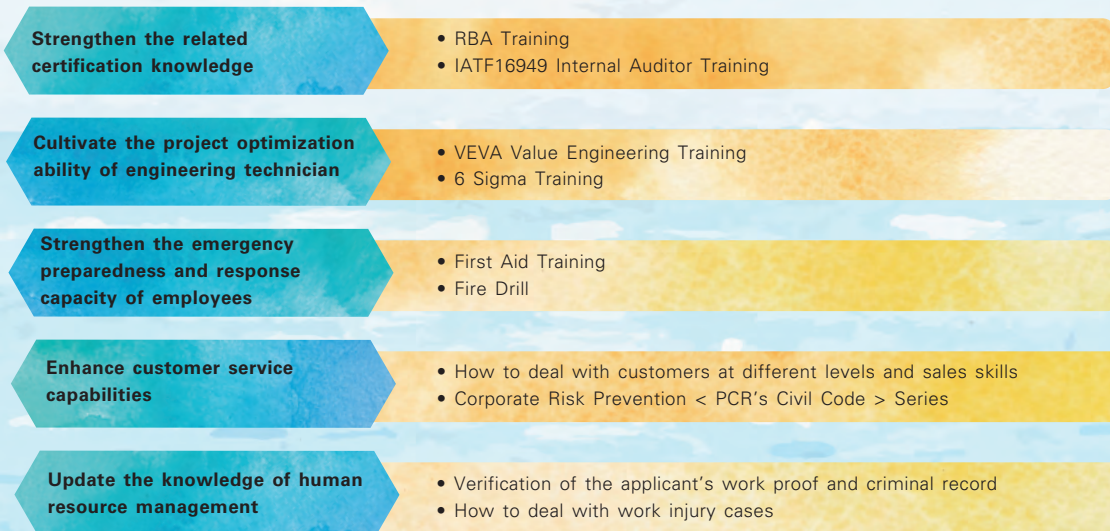 Strengthen the related
certification knowledge
• RBA Training
• IATF16949 Internal Auditor Training
Cultivate the project optimization
ability of engineering technician
• VEVA Value Engineering Training
• 6 Sigma Training
Strengthen the emergency
preparedness and response
capacity of employees
• First Aid Training
• Fire Drill
Enhance customer service
capabilities
• How to deal with customers at different levels and sales skills
• Corporate Risk Prevention < PCR's Civil Code > Series
Update the knowledge of human
resource management
• Verification of the applicant's work proof and criminal record
• How to deal with work injury cases